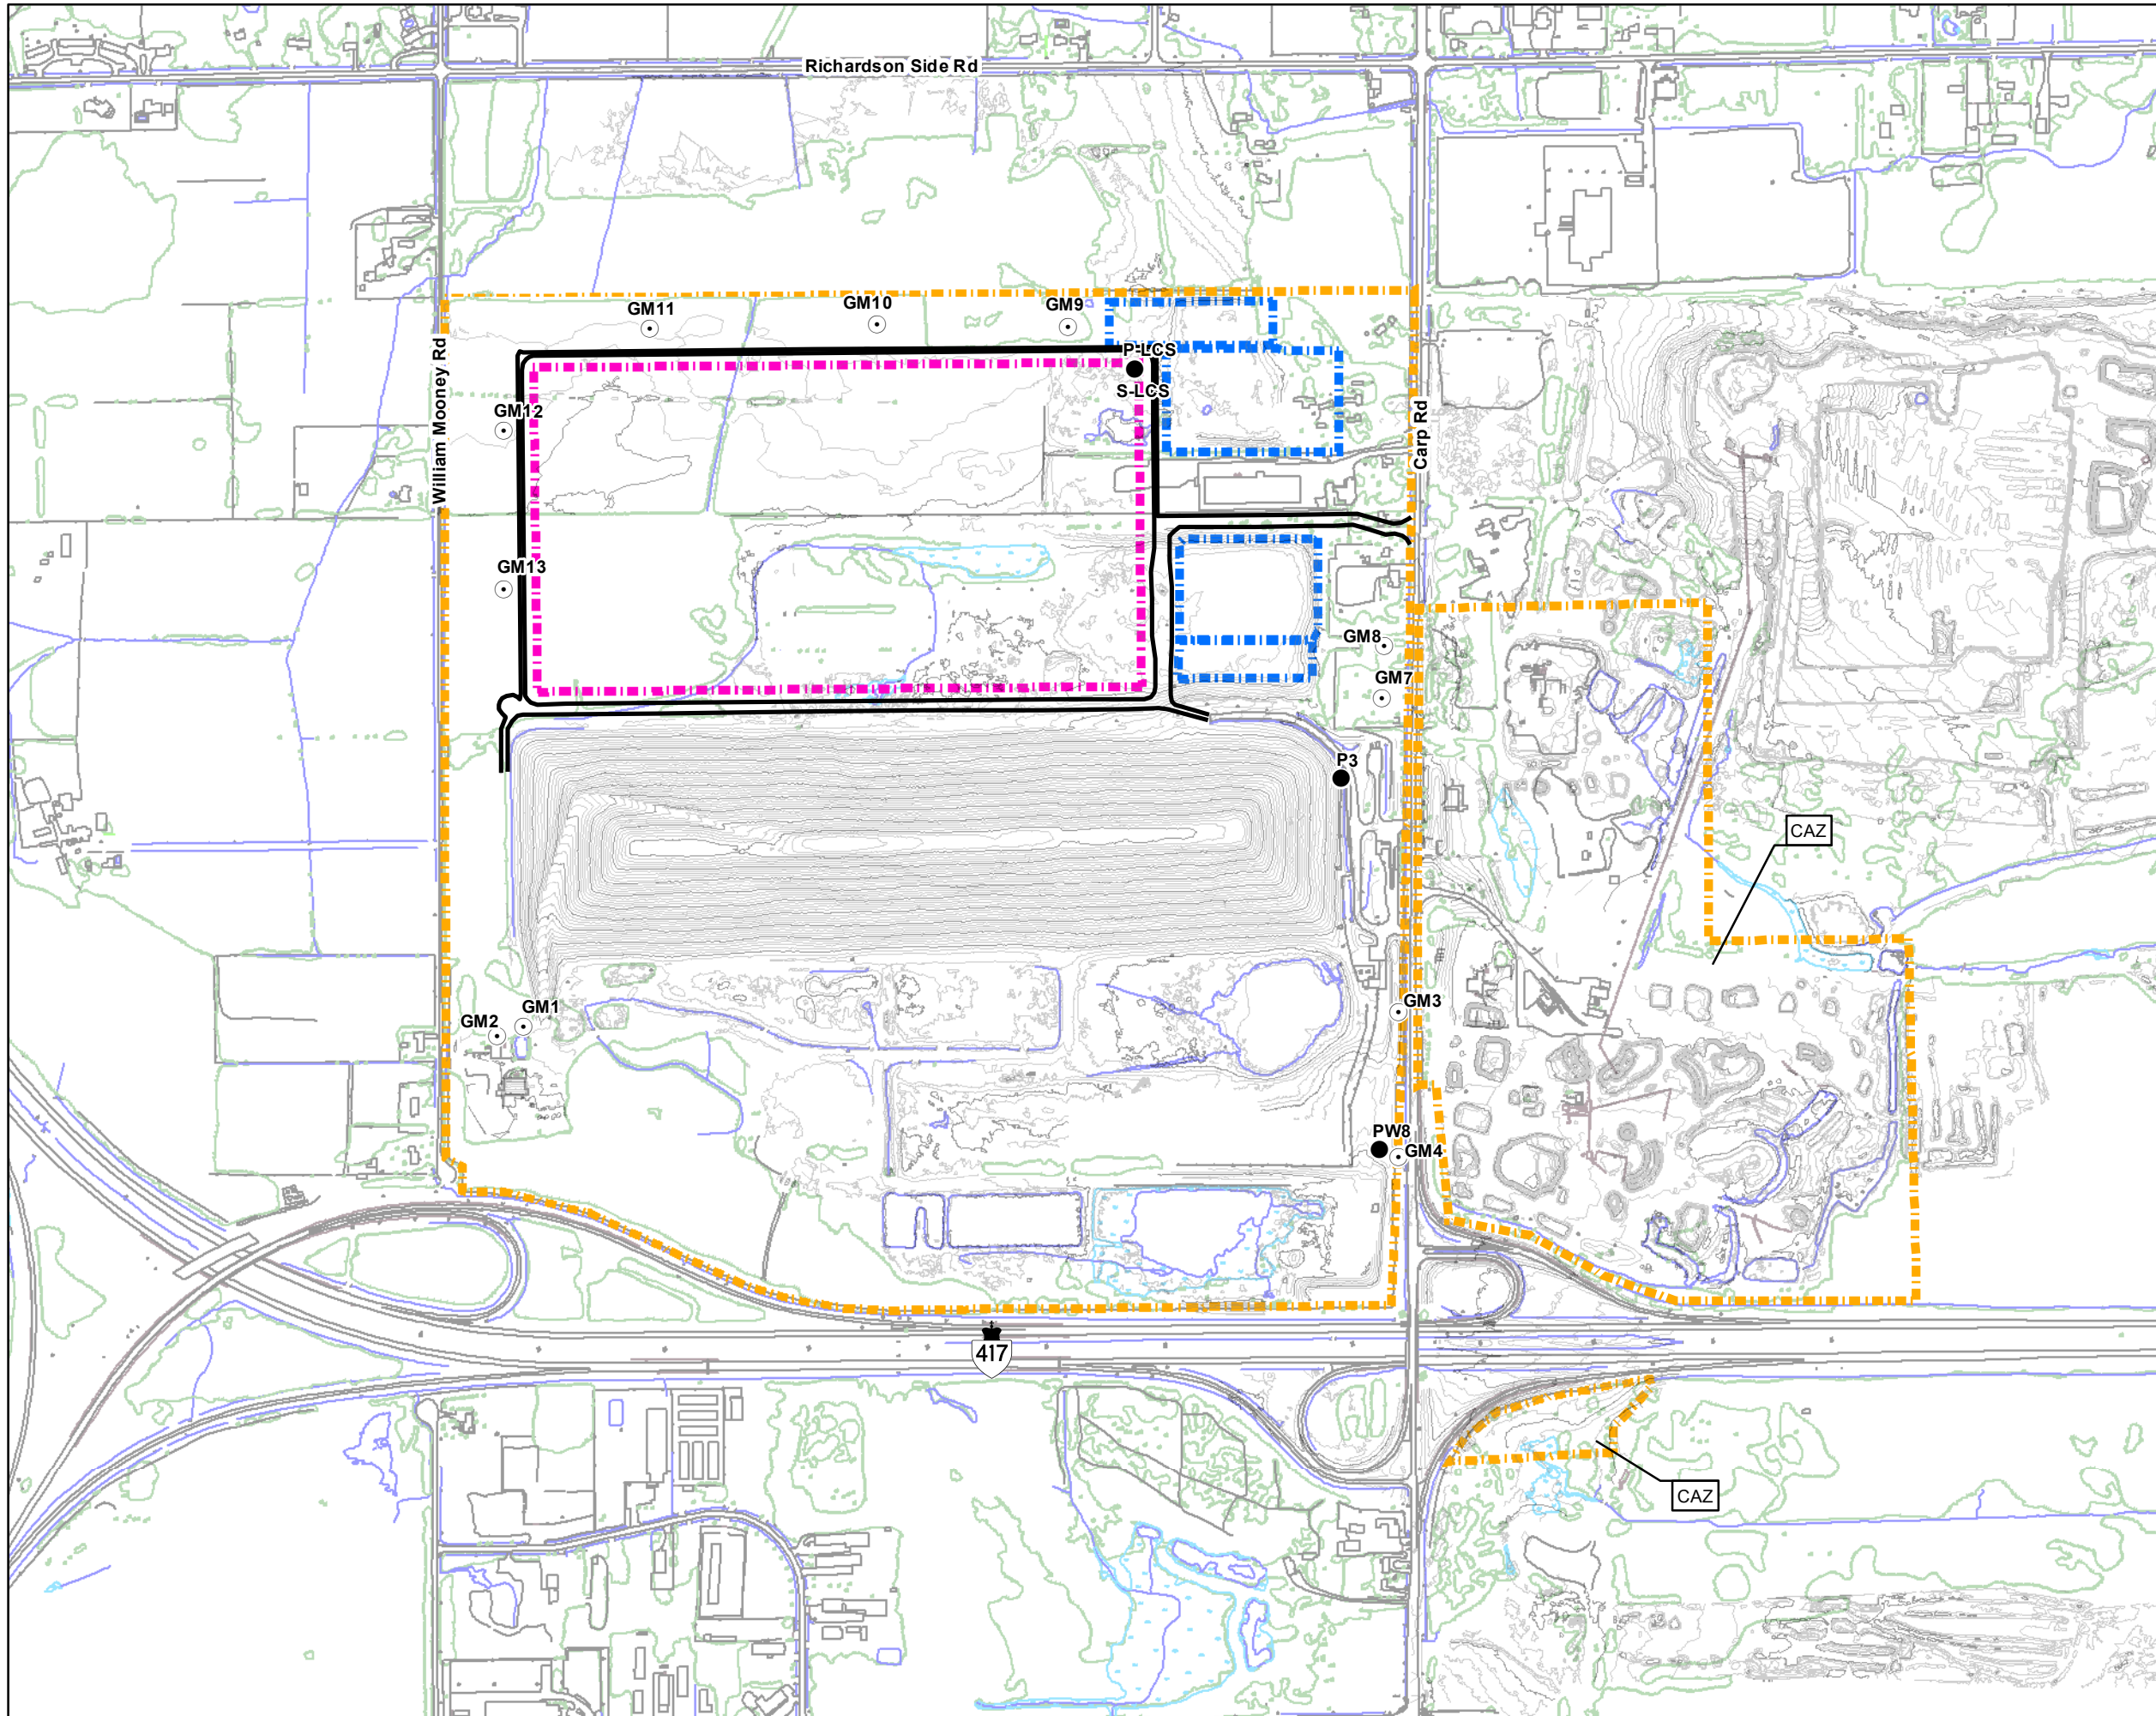 Richardson Side Rd
GM11
GM10
GM9
P-LCS
S-LCS
William Mooney Rd
GM12
Carp Rd
GM13
GM8
GM7
P3
CAZ
GM3
GM1
GM2
PW8
GM4
417
CAZ